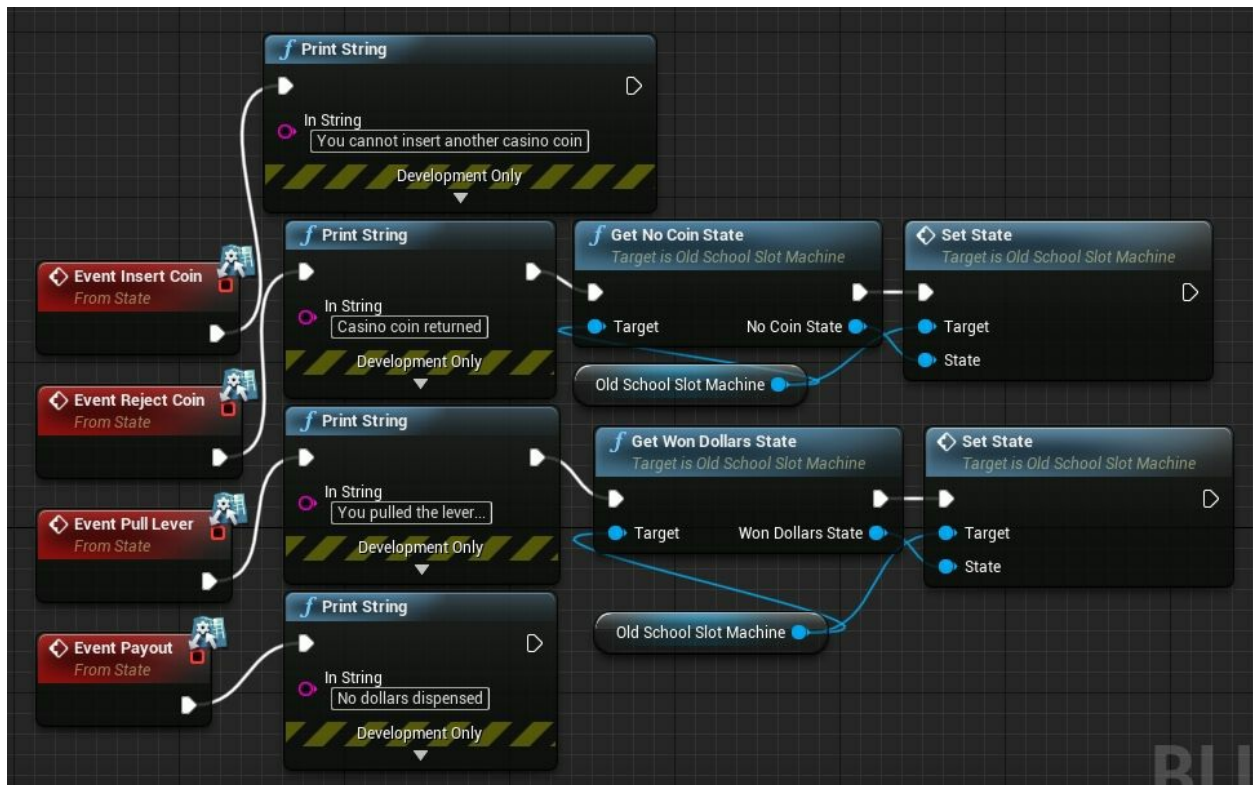 Print String
In String
You cannot insert another casino coin
Development Only
Event Insert Coin
From State
Print String
In String
Casino coin returned
Development Only
Get No Coin State
Target is Old School Slot Machine
Target
No Coin State
Set State
Target is Old School Slot Machine
Target
State
Old School Slot Machine
Event Reject Coin
From State
Print String
In String
You pulled the lever...
Development Only
Get Won Dollars State
Target is Old School Slot Machine
Target
Won Dollars State
Set State
Target is Old School Slot Machine
Target
State
Old School Slot Machine
Event Pull Lever
From State
Event Payout
From State
Print String
In String
No dollars dispensed
Development Only